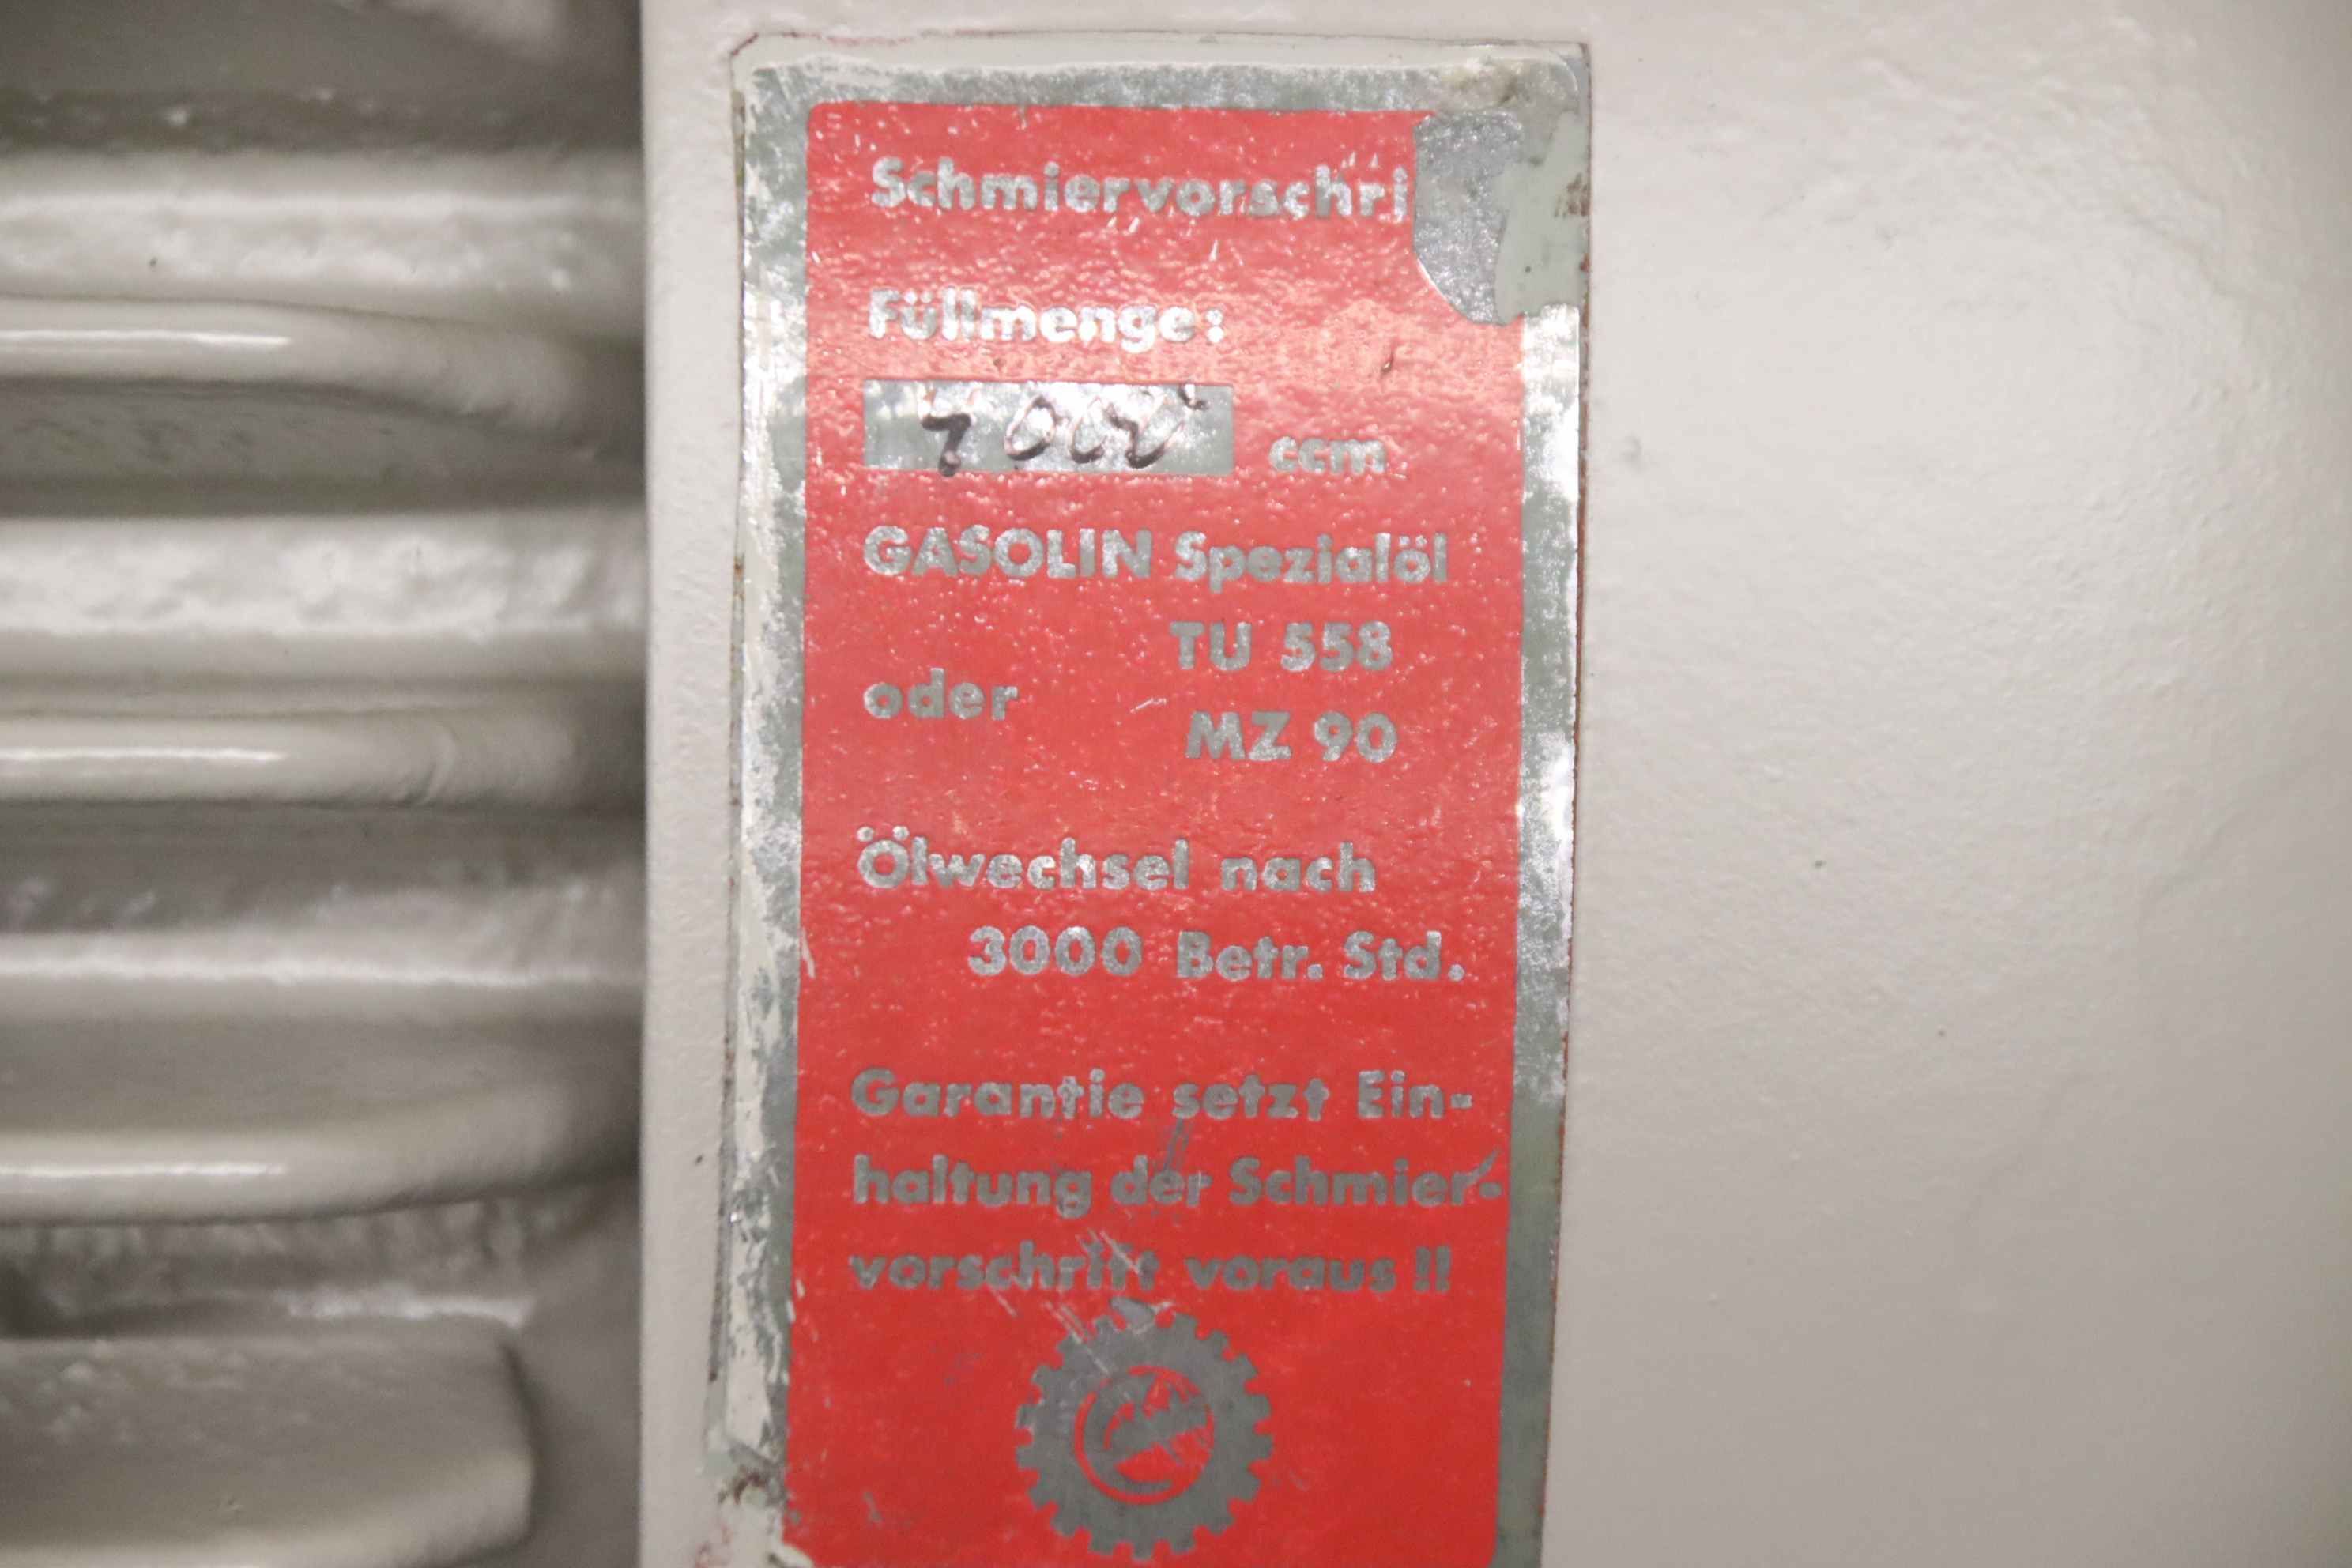 Schmiervorschri
Füllmenge:
ccm
GASOLIN Spezialöl
TU 558
oder
MZ 90
Ölwechsel nach
3000 Betr. Std.
Garantie setzt Ein-
haltung der Schmier-
vorschrift voraus !!